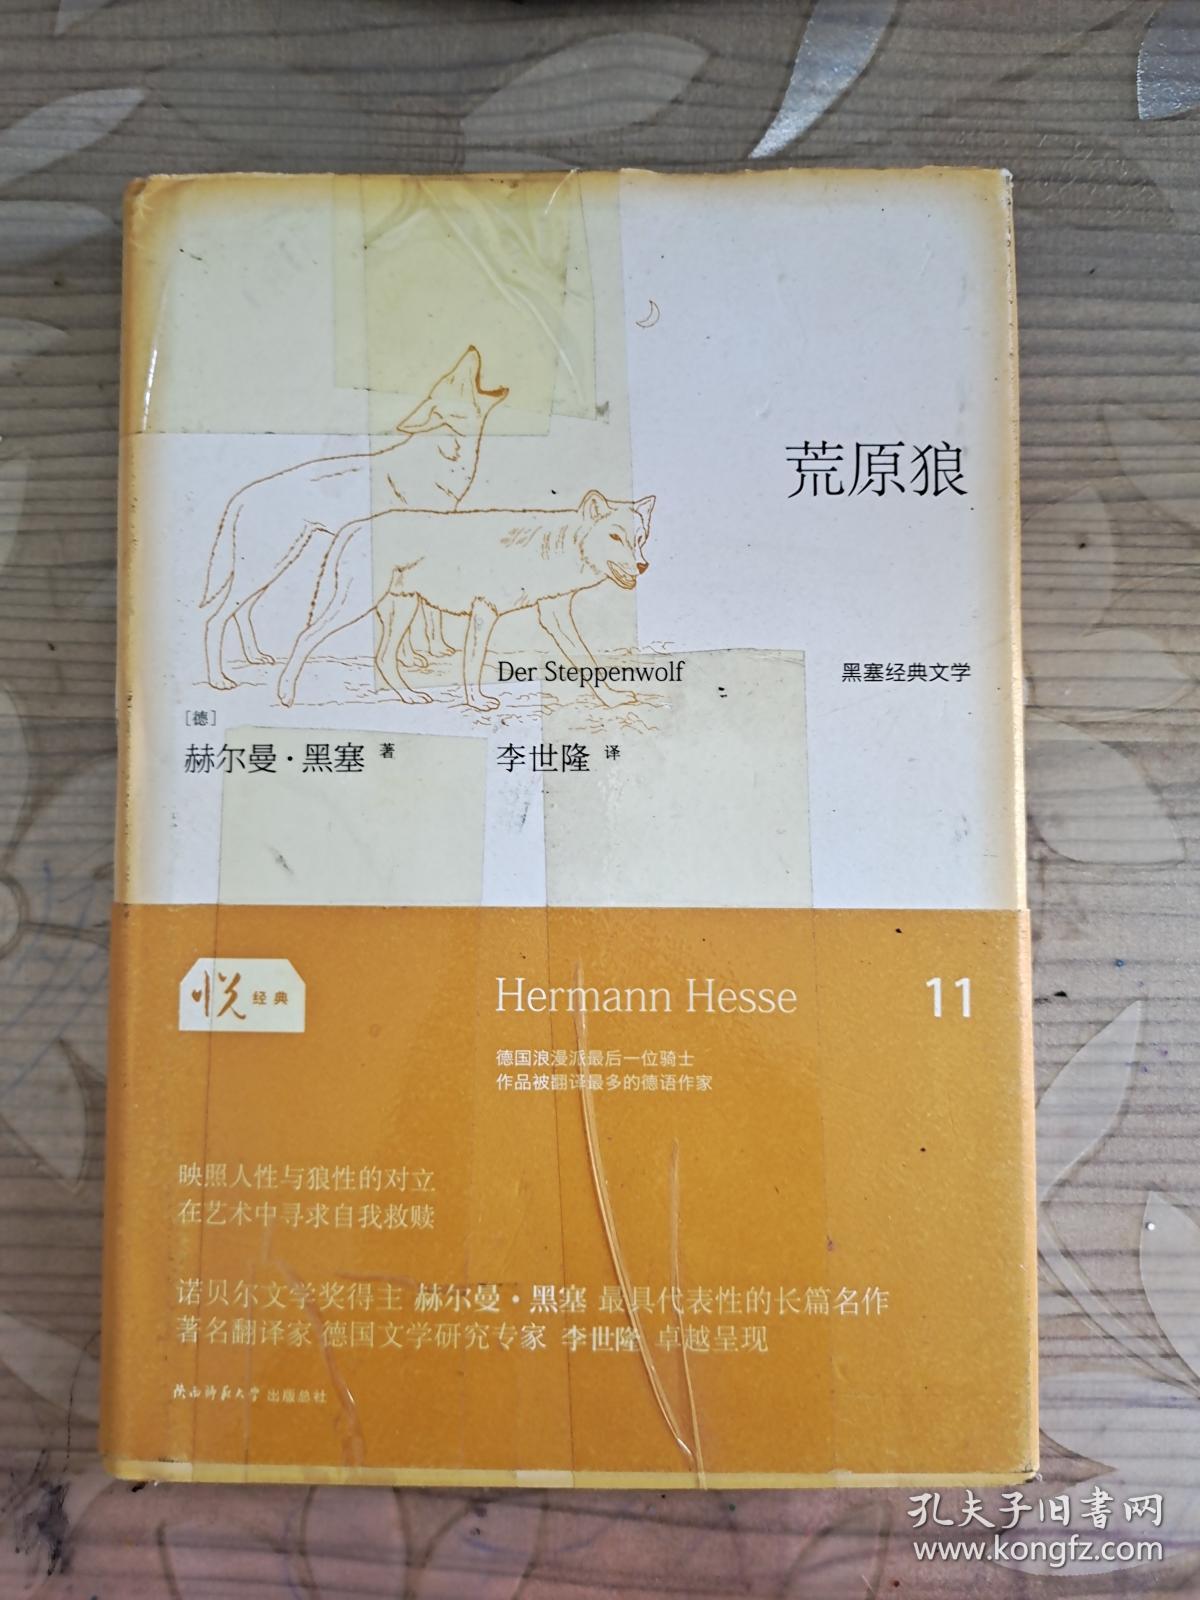 荒原狼
Der Steppenwolf
黑塞经典文学
[德]
赫尔曼·黑塞 著
李世隆 译
悦 经典
Hermann Hesse
11
德国浪漫派最后一位骑士
作品被翻译最多的德语作家
映照人性与狼性的对立
在艺术中寻求自我救赎
诺贝尔文学奖得主 赫尔曼·黑塞 最具代表性的长篇名作
著名翻译家 德国文学研究专家 李世隆 卓越呈现
陕西师范大学 出版总社
孔夫子旧书网
www.kongfz.com